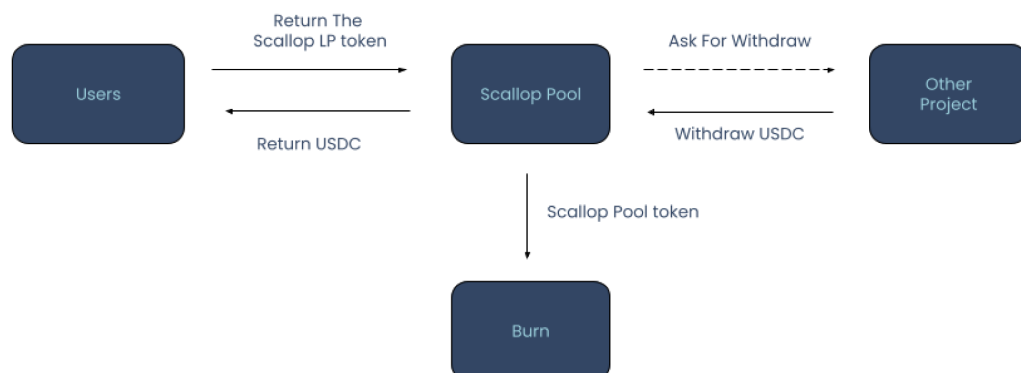 Return The
Scallop LP token
Ask For Withdraw
Users
Scallop Pool
Other
Project
Return USDC
Withdraw USDC
Scallop Pool token
Burn